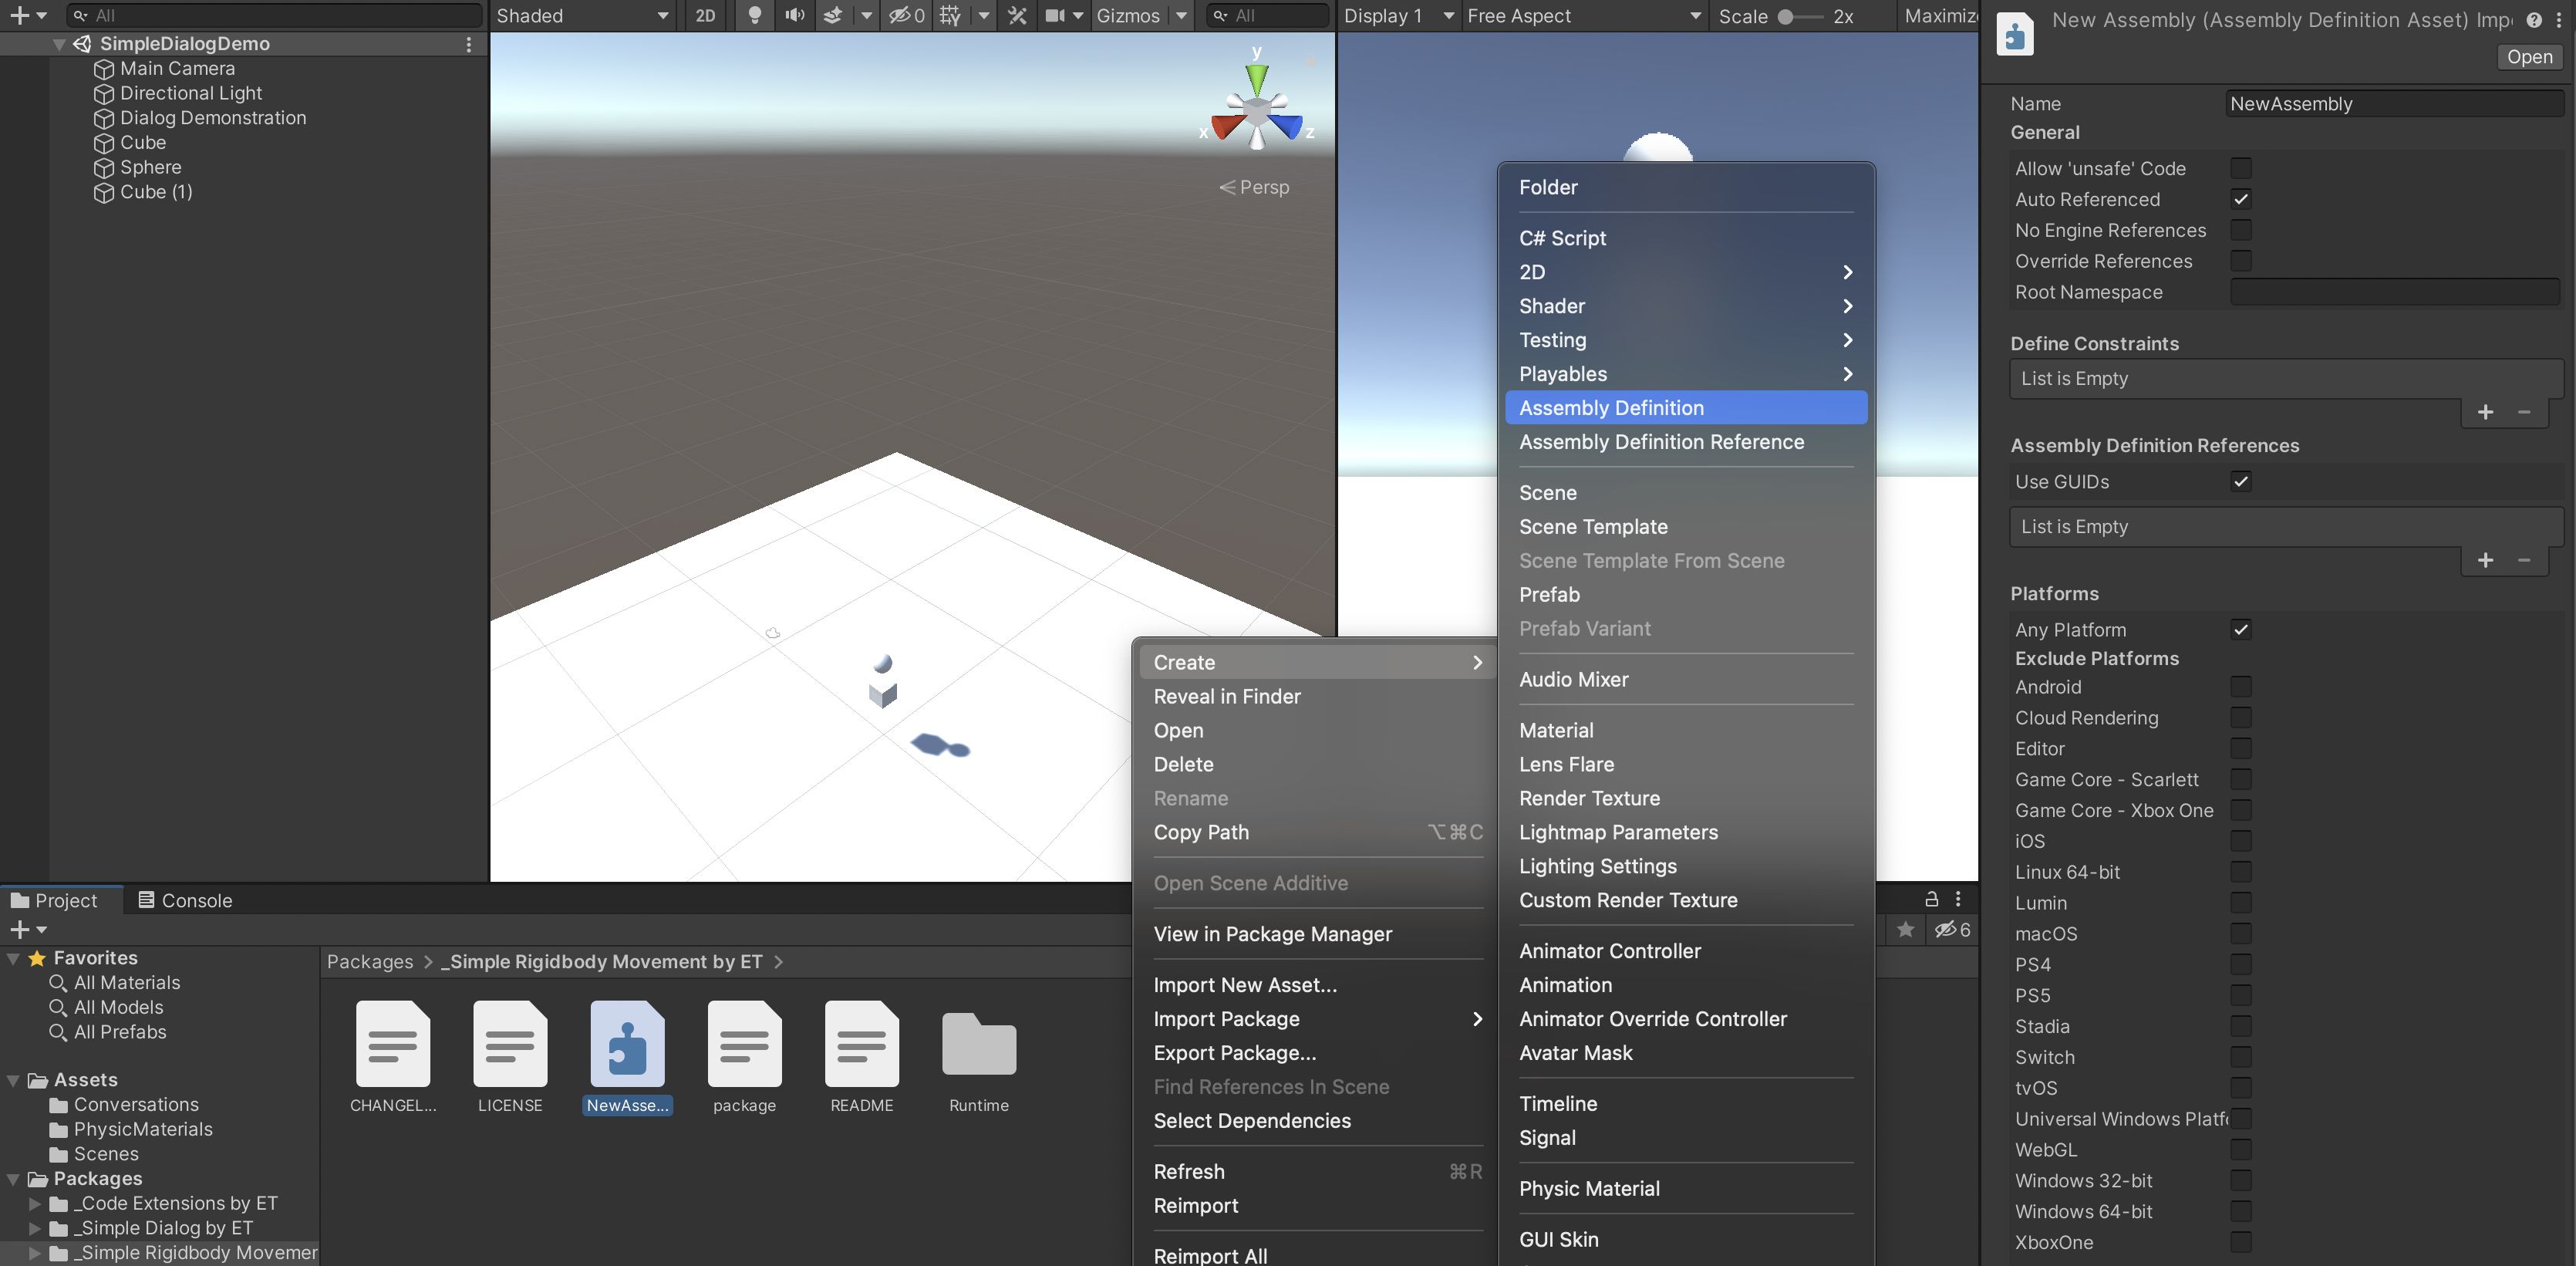 All
Shaded
2D
0
Gizmos
All
Display 1
Free Aspect
Scale
2x
Maximiz
New Assembly (Assembly Definition Asset) Imp
Open
SimpleDialogDemo
Main Camera
Directional Light
Dialog Demonstration
Cube
Sphere
Cube (1)
y
x
z
Persp
Name
NewAssembly
General
Allow 'unsafe' Code
Auto Referenced
No Engine References
Override References
Root Namespace
Define Constraints
List is Empty
Assembly Definition References
Use GUIDs
List is Empty
Platforms
Any Platform
Exclude Platforms
Android
Cloud Rendering
Editor
Game Core - Scarlett
Game Core - Xbox One
iOS
Linux 64-bit
Lumin
macOS
PS4
PS5
Stadia
Switch
tvOS
Universal Windows Platf
WebGL
Windows 32-bit
Windows 64-bit
XboxOne
Folder
C# Script
2D
Shader
Testing
Playables
Assembly Definition
Assembly Definition Reference
Scene
Scene Template
Scene Template From Scene
Prefab
Prefab Variant
Audio Mixer
Material
Lens Flare
Render Texture
Lightmap Parameters
Lighting Settings
Custom Render Texture
Animator Controller
Animation
Animator Override Controller
Avatar Mask
Timeline
Signal
Physic Material
GUI Skin
Create
Reveal in Finder
Open
Delete
Rename
Copy Path ⌥⌘C
Open Scene Additive
View in Package Manager
Import New Asset...
Import Package
Export Package...
Find References In Scene
Select Dependencies
Refresh ⌘R
Reimport
Reimport All
Project
Console
6
Favorites
All Materials
All Models
All Prefabs
Assets
Conversations
PhysicMaterials
Scenes
Packages
_Code Extensions by ET
_Simple Dialog by ET
_Simple Rigidbody Movemer
Packages > _Simple Rigidbody Movement by ET >
CHANGEL...
LICENSE
NewAsse...
package
README
Runtime